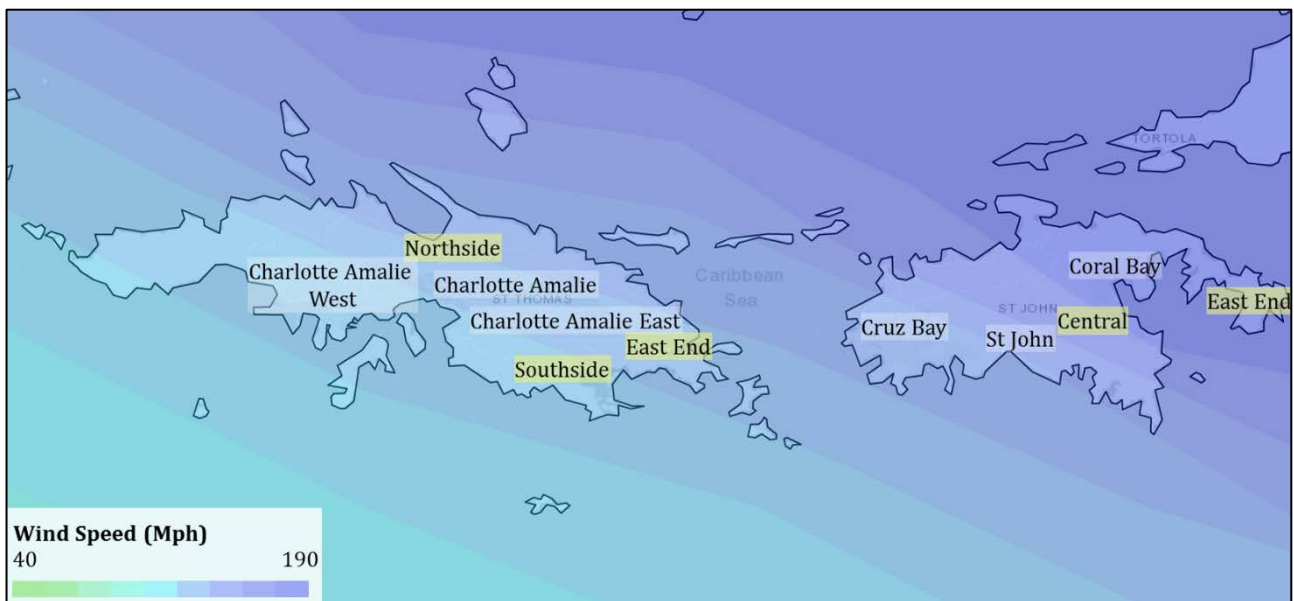 TORTOLA
Northside
Charlotte Amalie
West
Charlotte Amalie
ST THOMAS
Charlotte Amalie East
East End
Southside
Caribbean
Sea
Coral Bay
East End
ST JOHN
Central
Cruz Bay
St John
Wind Speed (Mph)
40 190